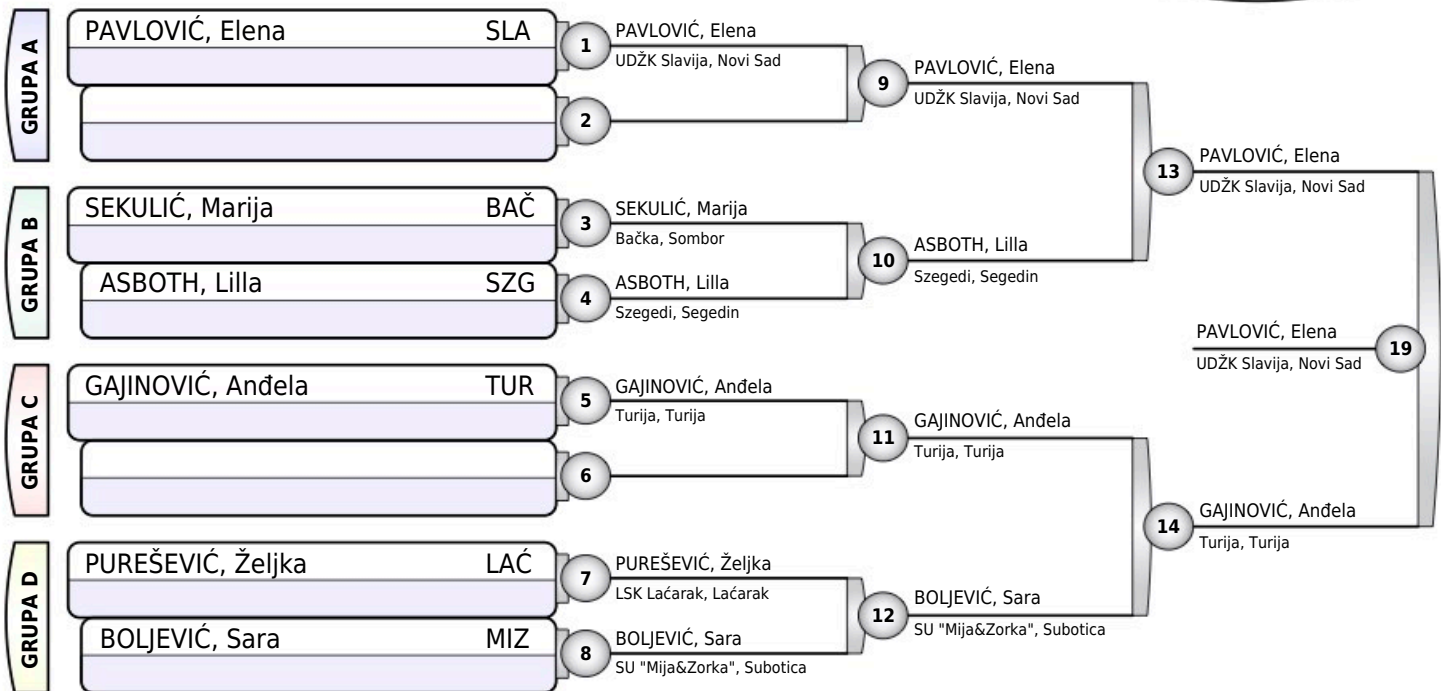 GRUPA A
PAVLOVIĆ, Elena SLA
1
PAVLOVIĆ, Elena
UDŽK Slavija, Novi Sad
2
9
PAVLOVIĆ, Elena
UDŽK Slavija, Novi Sad
GRUPA B
SEKULIĆ, Marija BAČ
3
SEKULIĆ, Marija
Bačka, Sombor
ASBOTH, Lilla SZG
4
ASBOTH, Lilla
Szegedi, Segedin
10
ASBOTH, Lilla
Szegedi, Segedin
13
PAVLOVIĆ, Elena
UDŽK Slavija, Novi Sad
GRUPA C
GAJINOVIĆ, Anđela TUR
5
GAJINOVIĆ, Anđela
Turija, Turija
6
11
GAJINOVIĆ, Anđela
Turija, Turija
GRUPA D
PUREŠEVIĆ, Željka LAĆ
7
PUREŠEVIĆ, Željka
LSK Laćarak, Laćarak
BOLJEVIĆ, Sara MIZ
8
BOLJEVIĆ, Sara
SU "Mija&Zorka", Subotica
12
BOLJEVIĆ, Sara
SU "Mija&Zorka", Subotica
14
GAJINOVIĆ, Anđela
Turija, Turija
PAVLOVIĆ, Elena
UDŽK Slavija, Novi Sad
19